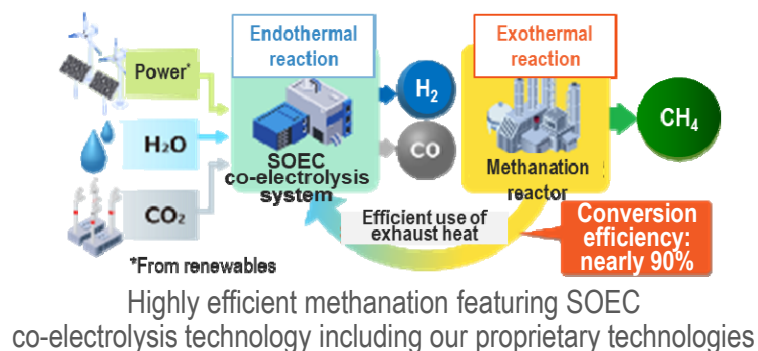 Endothermal
reaction
Exothermal
reaction
Power*
H₂O
CO₂
SOEC
co-electrolysis
system
H₂
CO
Methanation
reactor
CH₄
Efficient use of
exhaust heat
Conversion
efficiency:
nearly 90%
*From renewables
Highly efficient methanation featuring SOEC
co-electrolysis technology including our proprietary technologies